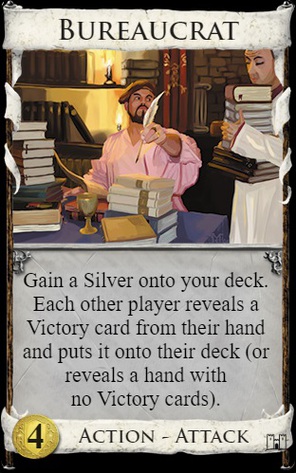 BUREAUCRAT
Gain a Silver onto your deck.
Each other player reveals a
Victory card from their hand
and puts it onto their deck (or
reveals a hand with
no Victory cards).
4 ACTION - ATTACK